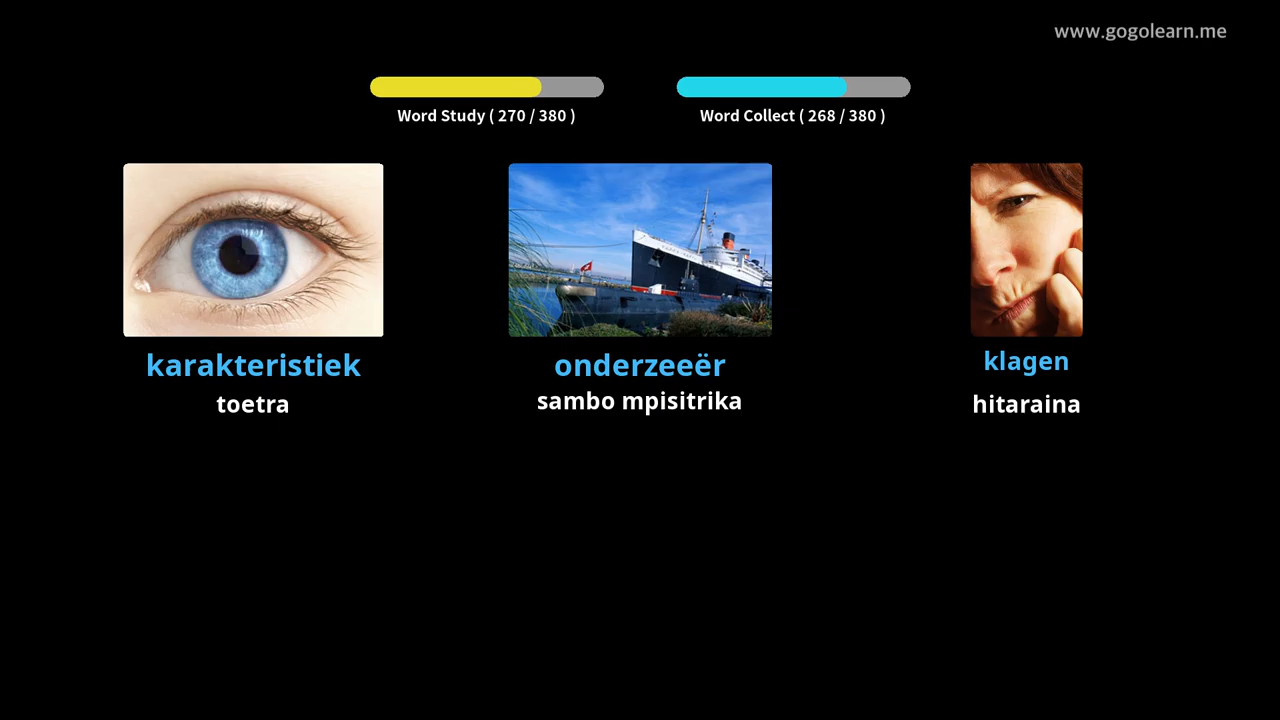 www.gogolearn.me
Word Study ( 270 / 380 )
Word Collect ( 268 / 380 )
karakteristiek
toetra
onderzeeër
sambo mpisitrika
klagen
hitaraina